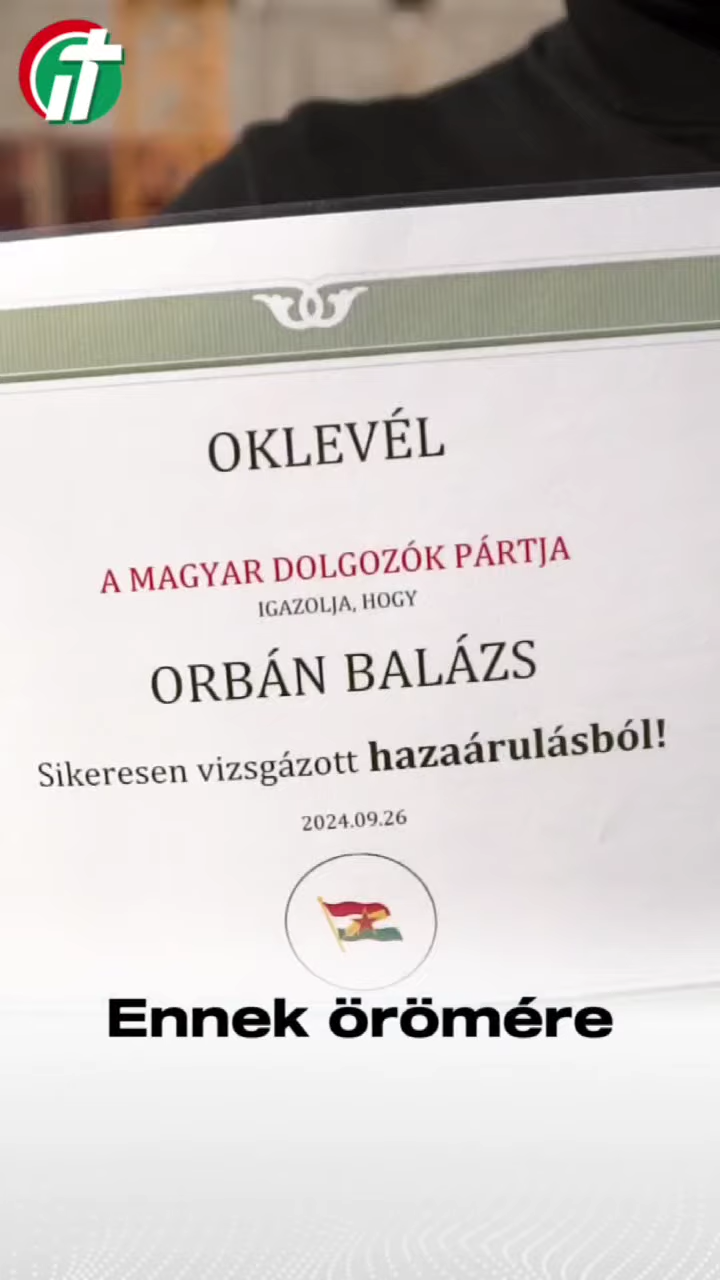 OKLEVÉL
A MAGYAR DOLGOZÓK PÁRTJA
IGAZOLJA, HOGY
ORBÁN BALÁZS
Sikeresen vizsgázott hazaárulásból!
2024.09.26
Ennek örömére